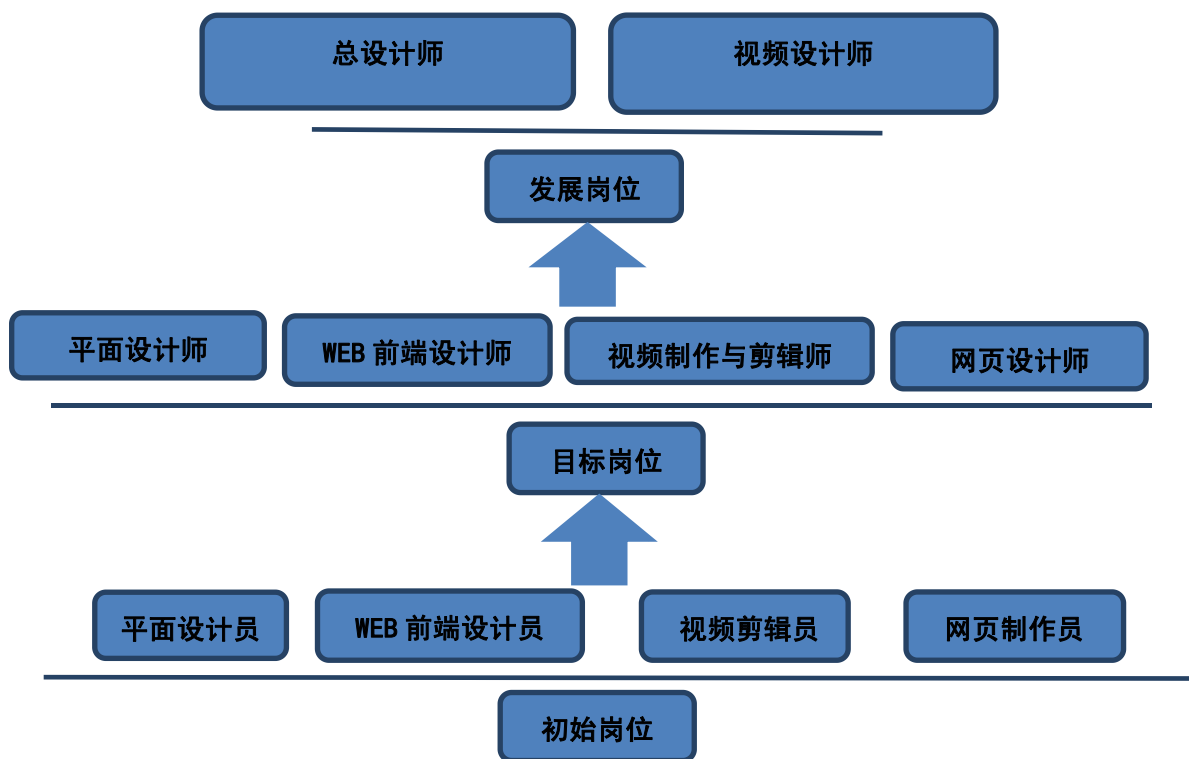 总设计师
视频设计师
发展岗位
平面设计师
WEB 前端设计师
视频制作与剪辑师
网页设计师
目标岗位
平面设计员
WEB 前端设计员
视频剪辑员
网页制作员
初始岗位